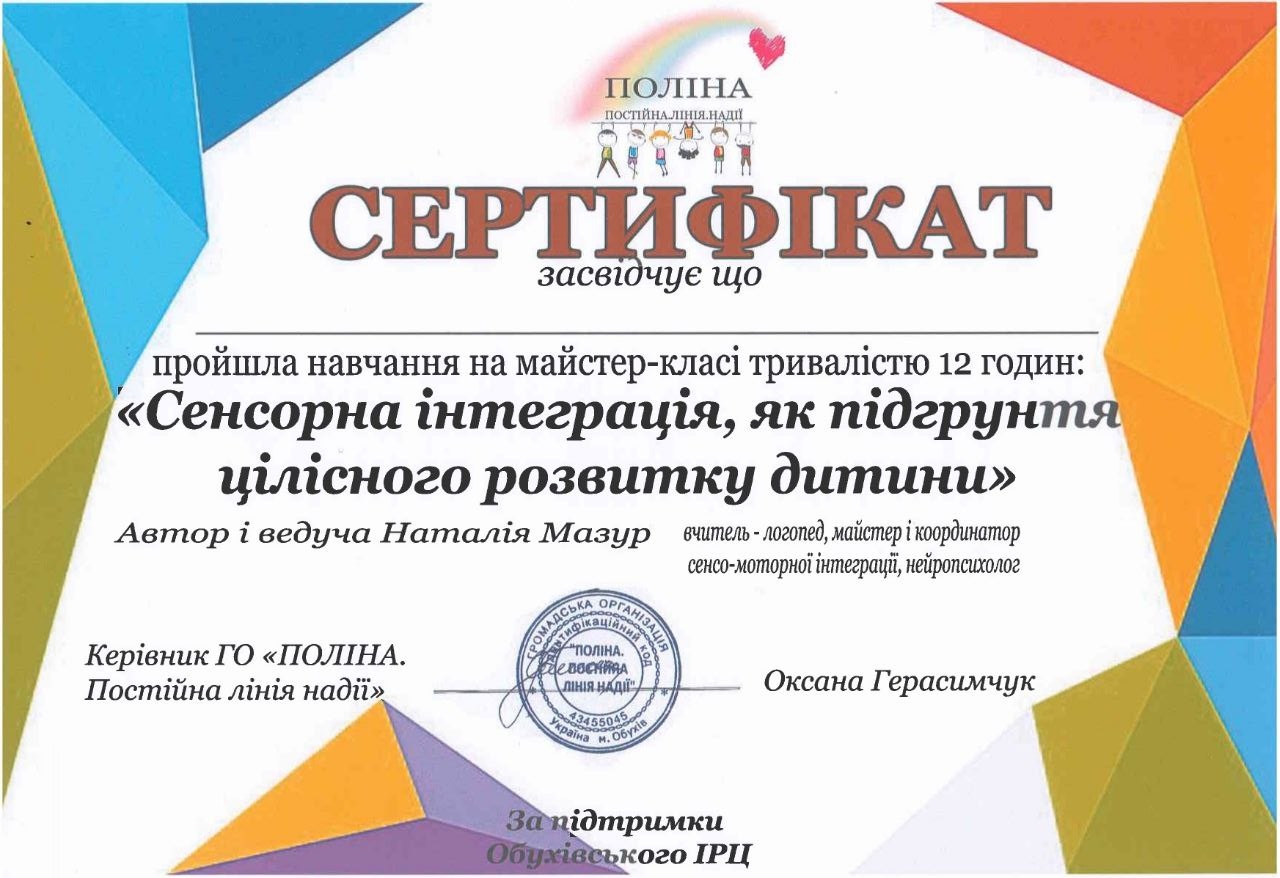 ПОЛІНА
ПОСТІЙНА.ЛІНІЯ.НАДІЇ
СЕРТИФІКАТ
засвідчує що
пройшла навчання на майстер-класі тривалістю 12 годин:
«Сенсорна інтеграція, як підгрунтя
цілісного розвитку дитини»
Автор і ведуча Наталія Мазур
вчитель - логопед, майстер і координатор
сенсо-моторної інтеграції, нейропсихолог
ГРОМАДСЬКА ОРГАНІЗАЦІЯ
Ідентифікаційний код
"ПОЛІНА.
ПОСТІЙНА
ЛІНІЯ НАДІЇ"
43455045
Україна м. Обухів
Керівник ГО «ПОЛІНА.
Постійна лінія надії»
Оксана Герасимчук
За підтримки
Обухівського ІРЦ